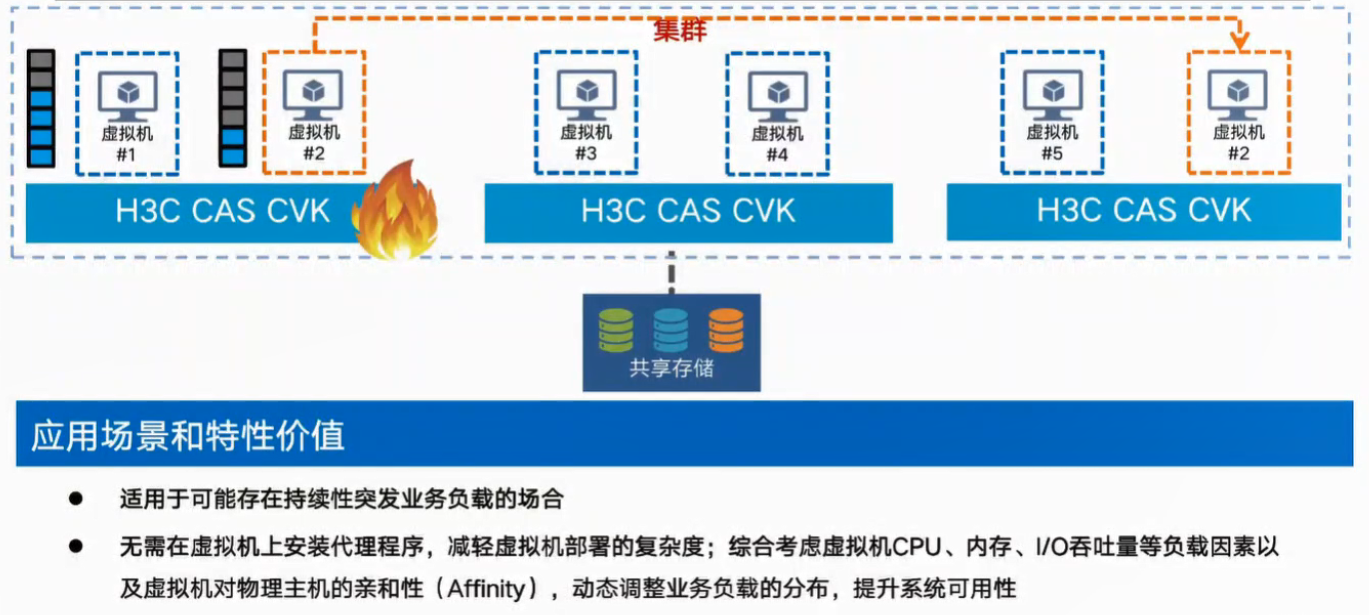 集群
虚拟机
#1
虚拟机
#2
虚拟机
#3
虚拟机
#4
虚拟机
#5
虚拟机
#2
H3C CAS CVK
H3C CAS CVK
H3C CAS CVK
共享存储
应用场景和特性价值
● 适用于可能存在持续性突发业务负载的场合
● 无需在虚拟机上安装代理程序，减轻虚拟机部署的复杂度；综合考虑虚拟机CPU、内存、I/O吞吐量等负载因素以
及虚拟机对物理主机的亲和性（Affinity），动态调整业务负载的分布，提升系统可用性